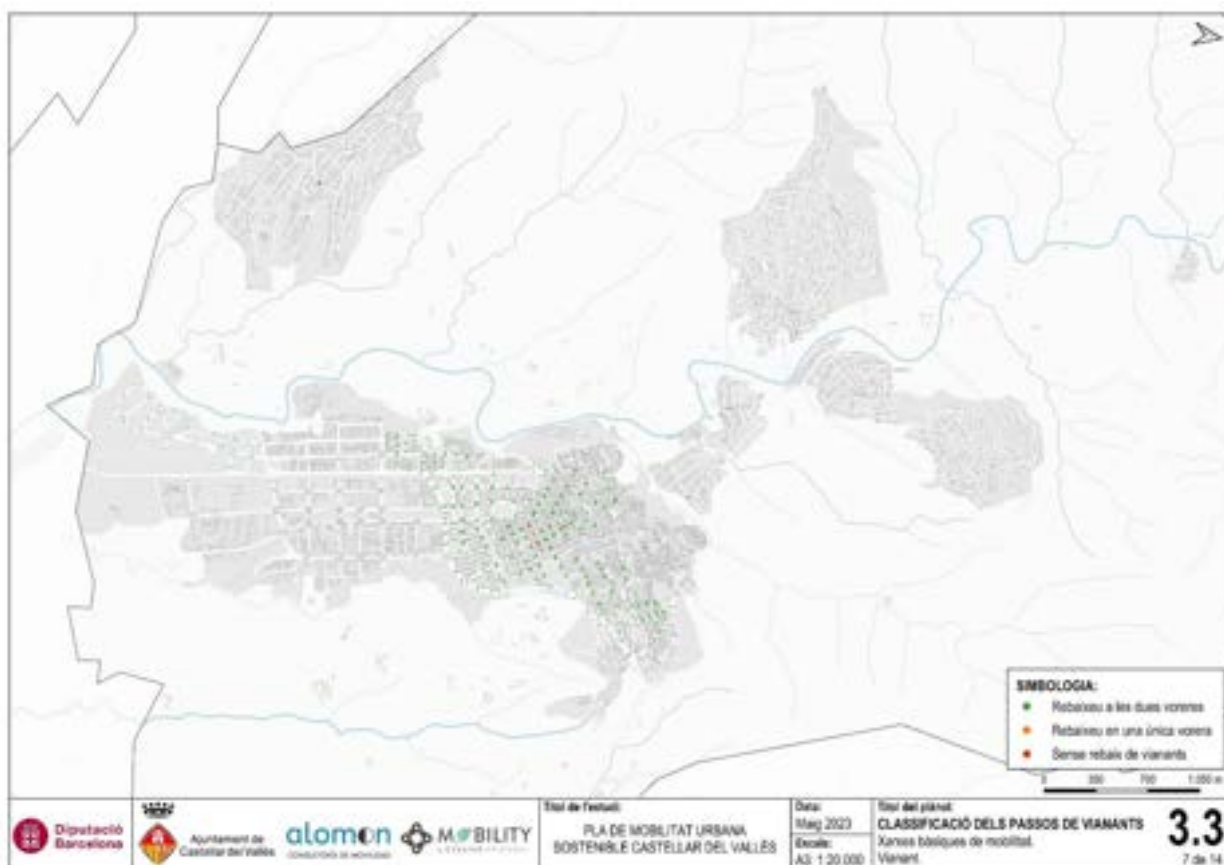 SIMBOLOGIA:
Rebaixeu a les dues voreres
Rebaixeu en una única vorera
Sense rebaix de vianants
0 350 700 1.050 m
Diputació
Barcelona
Ajuntament de
Castellar del Vallès
alomon
CONSULTORÍA DE MOVILIDAD
MOBILITY
Títol de l'estudi:
PLA DE MOBILITAT URBANA
SOSTENIBLE CASTELLAR DEL VALLÈS
Data:
Maig 2023
Escala:
A3: 1:20.000
Títol del plànol:
CLASSIFICACIÓ DELS PASSOS DE VIANANTS
Xarxes bàsiques de mobilitat.
Vianant.
3.3
7 de